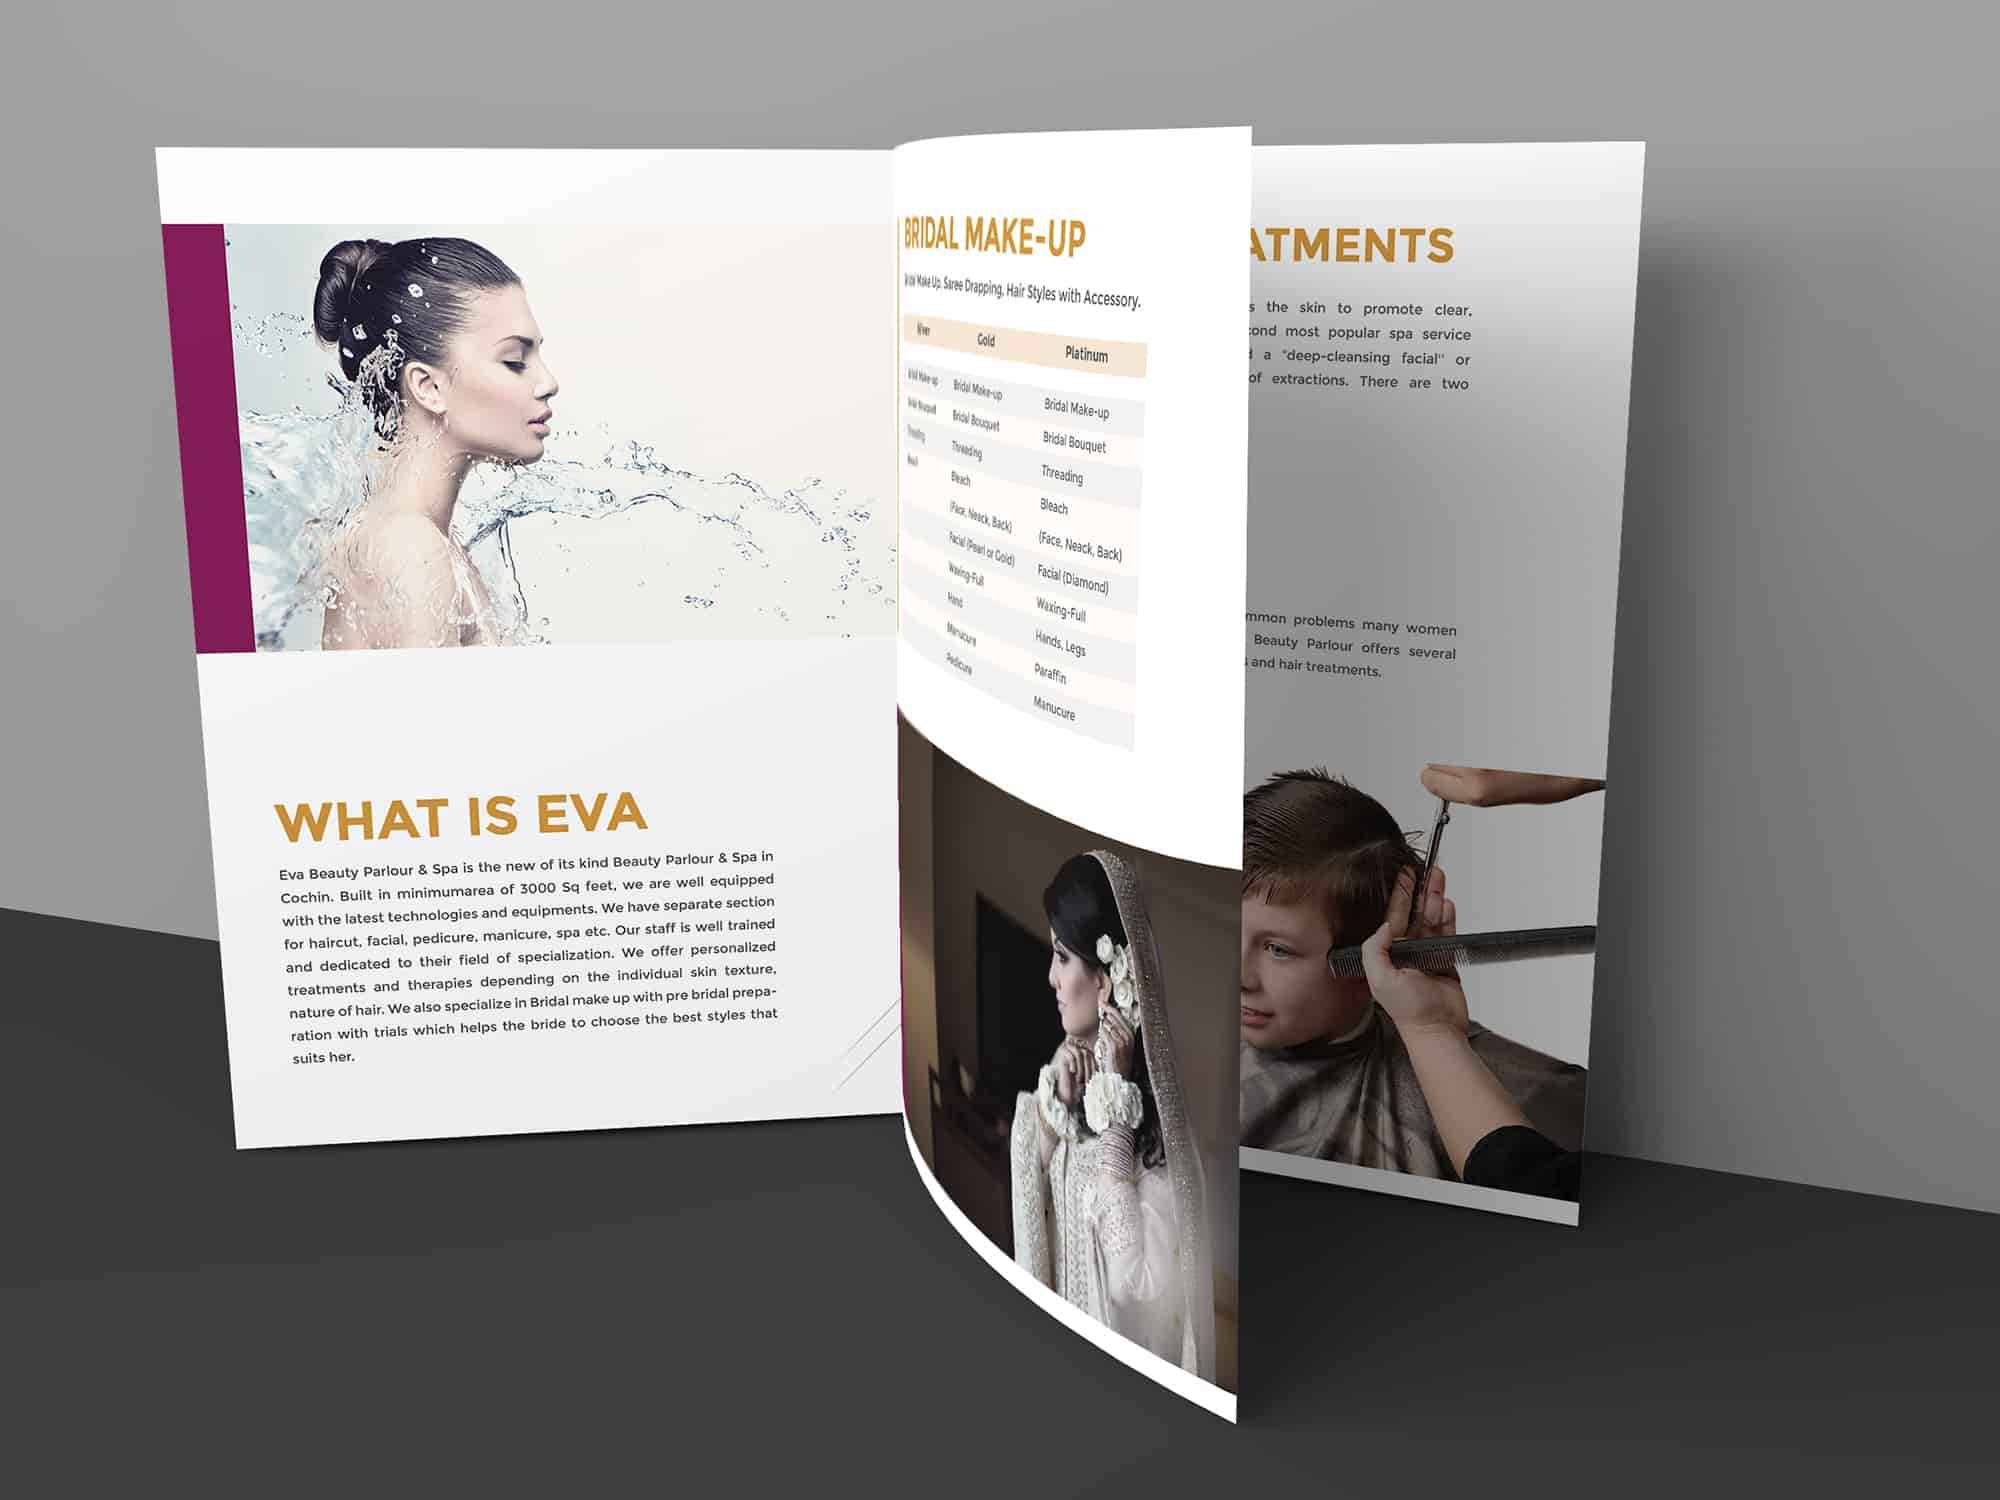 WHAT IS EVA
Eva Beauty Parlour & Spa is the new of its kind Beauty Parlour & Spa in
Cochin. Built in minimumarea of 3000 Sq feet, we are well equipped
with the latest technologies and equipments. We have separate section
for haircut, facial, pedicure, manicure, spa etc. Our staff is well trained
and dedicated to their field of specialization. We offer personalized
treatments and therapies depending on the individual skin texture,
nature of hair. We also specialize in Bridal make up with pre bridal prepa-
ration with trials which helps the bride to choose the best styles that
suits her.
BRIDAL MAKE-UP
Bridal Make Up, Saree Drapping, Hair Styles with Accessory.
Silver Gold Platinum
Bridal Make-up Bridal Make-up Bridal Make-up
Bridal Bouquet Bridal Bouquet Bridal Bouquet
Threading Threading Threading
Bleach Bleach Bleach
(Face, Neack, Back) (Face, Neack, Back)
Facial (Pearl or Gold) Facial (Diamond)
Waxing-Full Waxing-Full
Hand Hands, Legs
Manucure Paraffin
Pedicure Manucure
ATMENTS
s the skin to promote clear,
ond most popular spa service
d a "deep-cleansing facial" or
of extractions. There are two
mmon problems many women
Beauty Parlour offers several
s and hair treatments.